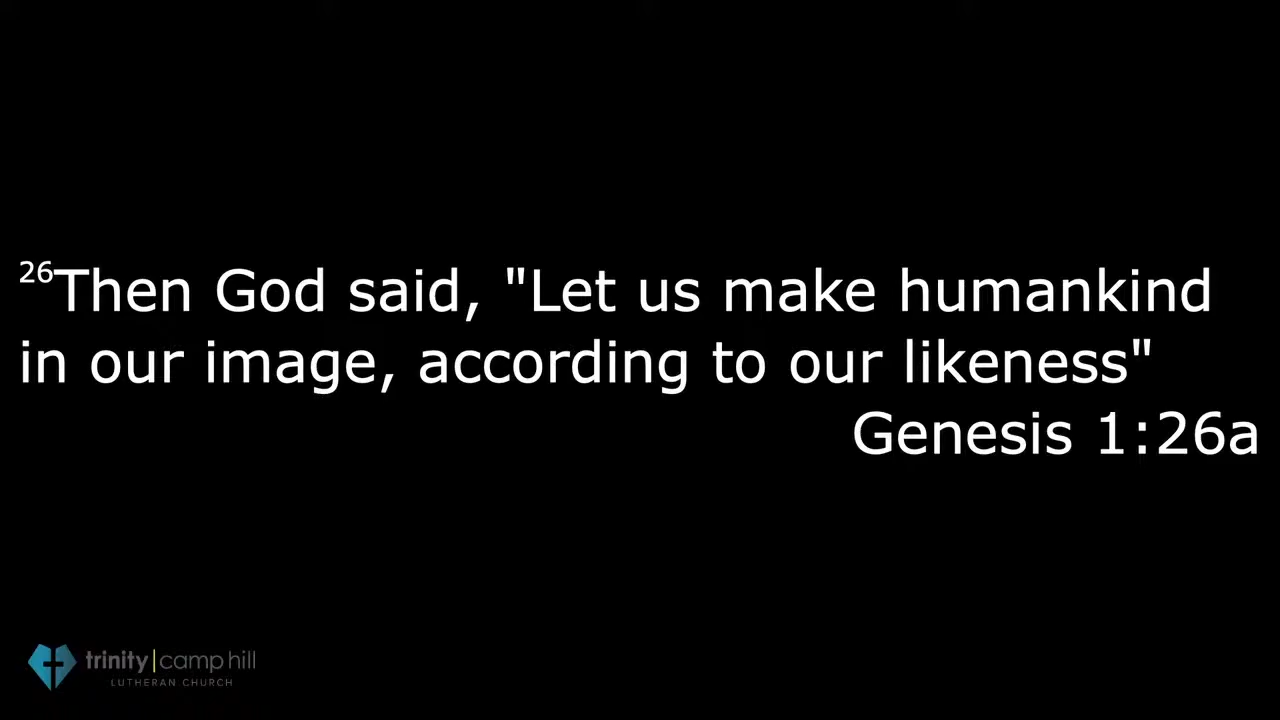 26Then God said, "Let us make humankind
in our image, according to our likeness"
Genesis 1:26a
trinity|camp hill
LUTHERAN CHURCH